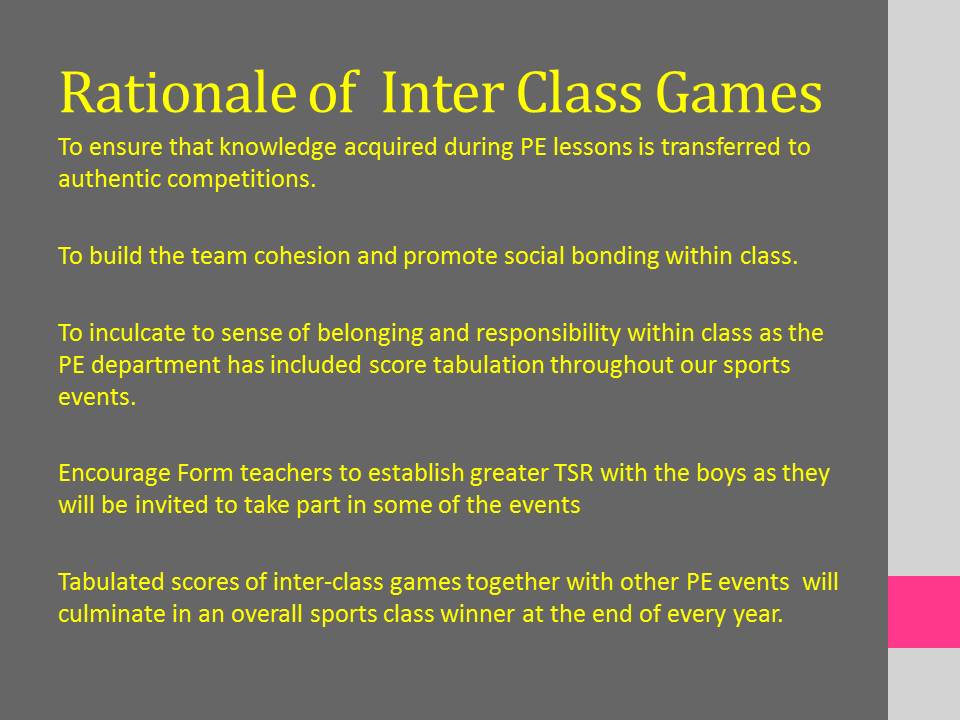 Rationale of  Inter Class Games
To ensure that knowledge acquired during PE lessons is transferred to
authentic competitions.
To build the team cohesion and promote social bonding within class.
To inculcate to sense of belonging and responsibility within class as the
PE department has included score tabulation throughout our sports
events.
Encourage Form teachers to establish greater TSR with the boys as they
will be invited to take part in some of the events
Tabulated scores of inter-class games together with other PE events  will
culminate in an overall sports class winner at the end of every year.